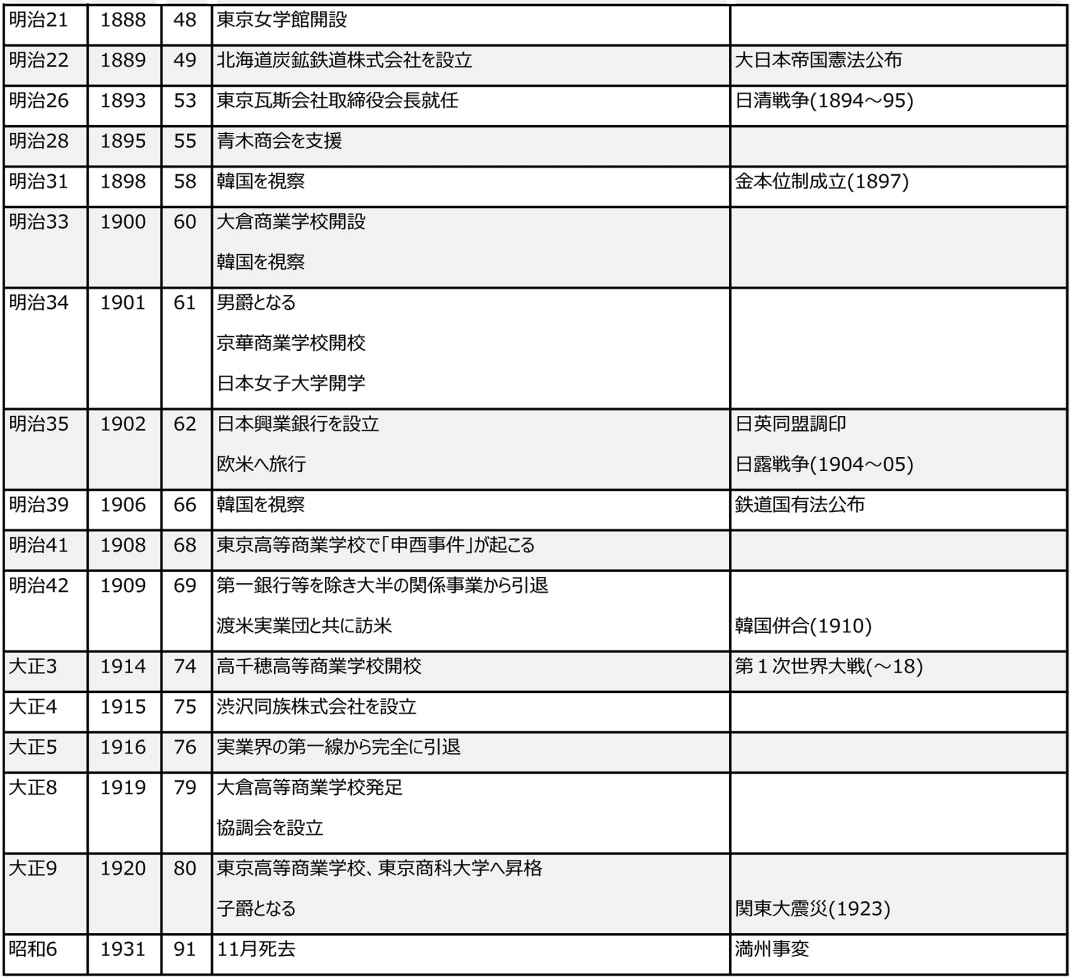 明治21 1888 48 東京女学館開設
明治22 1889 49 北海道炭鉱鉄道株式会社を設立 大日本帝国憲法公布
明治26 1893 53 東京瓦斯会社取締役会長就任 日清戦争(1894～95)
明治28 1895 55 青木商会を支援
明治31 1898 58 韓国を視察 金本位制成立(1897)
明治33 1900 60 大倉商業学校開設
韓国を視察
明治34 1901 61 男爵となる
京華商業学校開校
日本女子大学開学
明治35 1902 62 日本興業銀行を設立 日英同盟調印
欧米へ旅行 日露戦争(1904～05)
明治39 1906 66 韓国を視察 鉄道国有法公布
明治41 1908 68 東京高等商業学校で「申酉事件」が起こる
明治42 1909 69 第一銀行等を除き大半の関係事業から引退
渡米実業団と共に訪米 韓国併合(1910)
大正3 1914 74 高千穂高等商業学校開校 第１次世界大戦(～18)
大正4 1915 75 渋沢同族株式会社を設立
大正5 1916 76 実業界の第一線から完全に引退
大正8 1919 79 大倉高等商業学校発足
協調会を設立
大正9 1920 80 東京高等商業学校、東京商科大学へ昇格
子爵となる 関東大震災(1923)
昭和6 1931 91 11月死去 満州事変